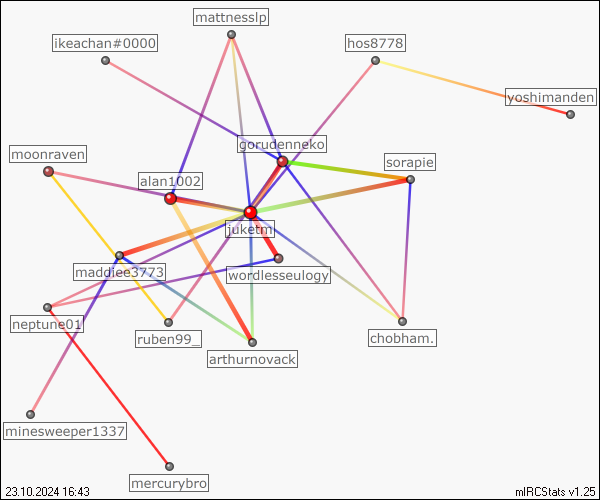 mattnesslp
ikeachan#0000
hos8778
yoshimanden
gorudenneko
moonraven
sorapie
alan1002
juketm
maddiee3773
wordlesseulogy
neptune01
ruben99_
chobham.
arthurnovack
minesweeper1337
mercurybro
23.10.2024 16:43
mIRCStats v1.25